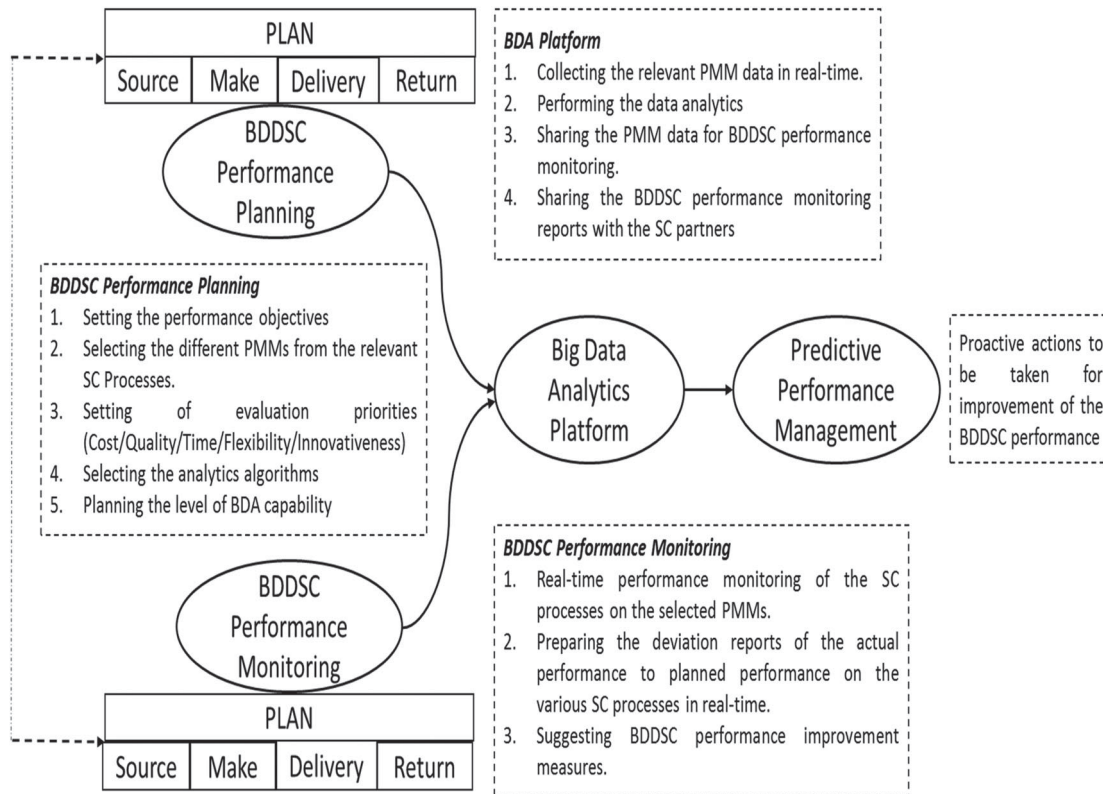 PLAN
Source Make Delivery Return
BDDSC
Performance
Planning
BDA Platform
1. Collecting the relevant PMM data in real-time.
2. Performing the data analytics
3. Sharing the PMM data for BDDSC performance
monitoring.
4. Sharing the BDDSC performance monitoring
reports with the SC partners
BDDSC Performance Planning
1. Setting the performance objectives
2. Selecting the different PMMs from the relevant
SC Processes.
3. Setting of evaluation priorities
(Cost/Quality/Time/Flexibility/Innovativeness)
4. Selecting the analytics algorithms
5. Planning the level of BDA capability
Big Data
Analytics
Platform
Predictive
Performance
Management
Proactive actions to
be taken for
improvement of the
BDDSC performance
BDDSC
Performance
Monitoring
PLAN
Source Make Delivery Return
BDDSC Performance Monitoring
1. Real-time performance monitoring of the SC
processes on the selected PMMs.
2. Preparing the deviation reports of the actual
performance to planned performance on the
various SC processes in real-time.
3. Suggesting BDDSC performance improvement
measures.